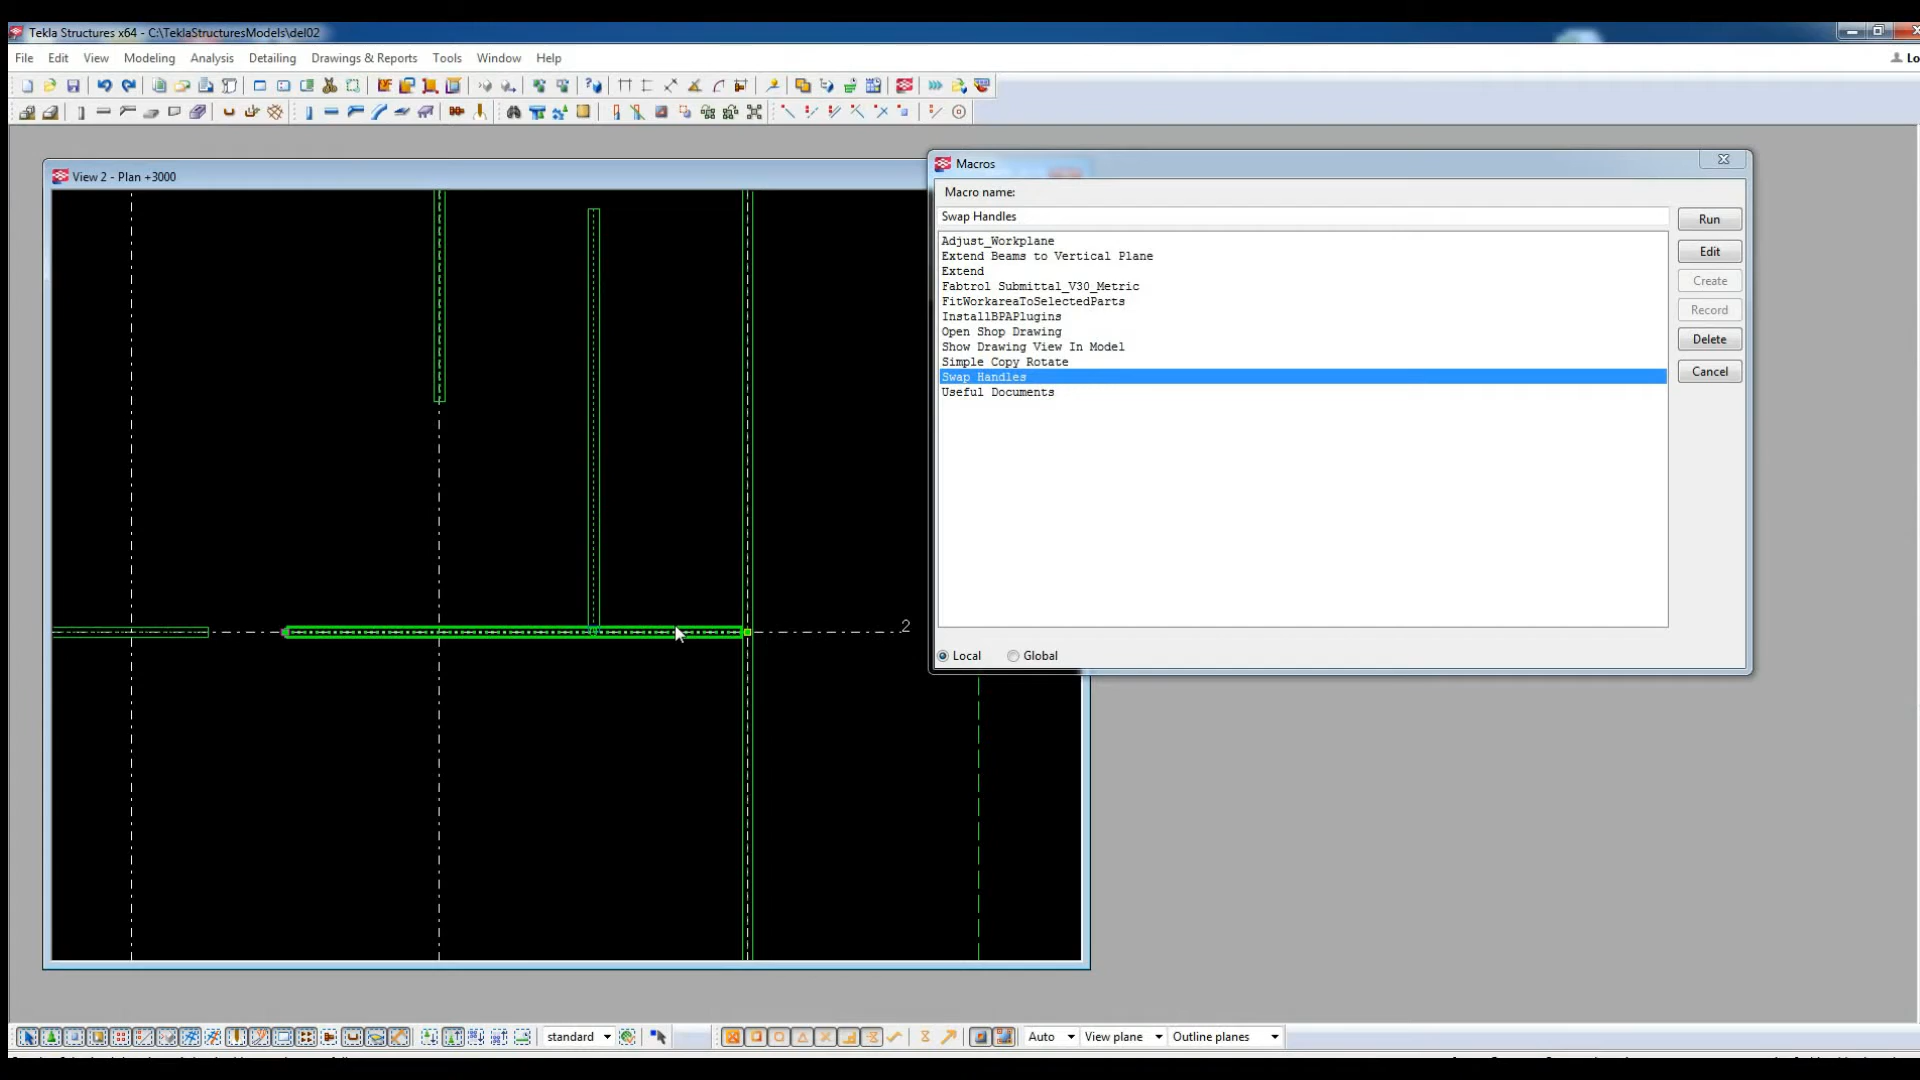 Tekla Structures x64 - C:\TeklaStructuresModels\del02
File Edit View Modeling Analysis Detailing Drawings & Reports Tools Window Help
Lo
View 2 - Plan +3000
2
Macros
Macro name:
Swap Handles
Adjust_Workplane
Extend Beams to Vertical Plane
Extend
Fabtrol Submittal_V30_Metric
FitWorkareaToSelectedParts
InstallBPAPlugins
Open Shop Drawing
Show Drawing View In Model
Simple Copy Rotate
Swap Handles
Useful Documents
Run
Edit
Create
Record
Delete
Cancel
Local Global
standard Auto View plane Outline planes